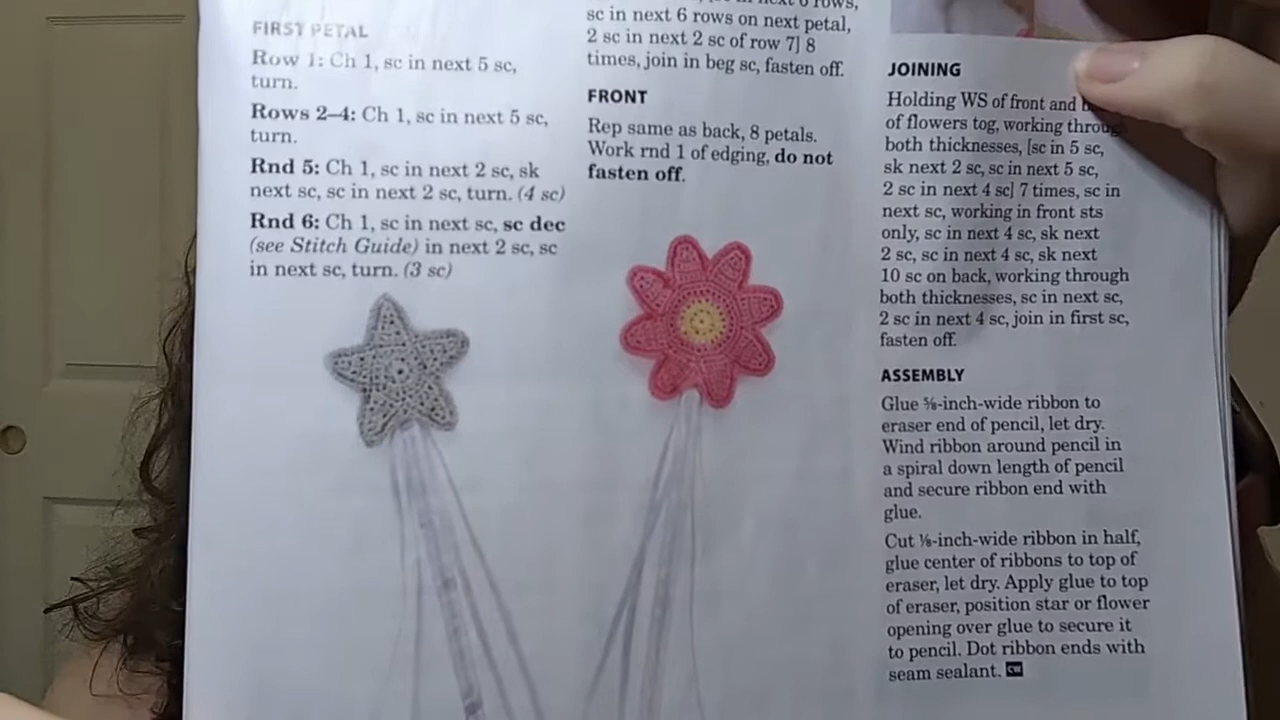 FIRST PETAL
Row 1: Ch 1, sc in next 5 sc,
turn.
Rows 2–4: Ch 1, sc in next 5 sc,
turn.
Rnd 5: Ch 1, sc in next 2 sc, sk
next sc, sc in next 2 sc, turn. (4 sc)
Rnd 6: Ch 1, sc in next sc, sc dec
(see Stitch Guide) in next 2 sc, sc
in next sc, turn. (3 sc)
rows,
sc in next 6 rows on next petal,
2 sc in next 2 sc of row 7] 8
times, join in beg sc, fasten off.
FRONT
Rep same as back, 8 petals.
Work rnd 1 of edging, do not
fasten off.
JOINING
Holding WS of front and
of flowers tog, working through
both thicknesses, [sc in 5 sc,
sk next 2 sc, sc in next 5 sc,
2 sc in next 4 sc] 7 times, sc in
next sc, working in front sts
only, sc in next 4 sc, sk next
2 sc, sc in next 4 sc, sk next
10 sc on back, working through
both thicknesses, sc in next sc,
2 sc in next 4 sc, join in first sc,
fasten off.
ASSEMBLY
Glue ⅝-inch-wide ribbon to
eraser end of pencil, let dry.
Wind ribbon around pencil in
a spiral down length of pencil
and secure ribbon end with
glue.
Cut ⅛-inch-wide ribbon in half,
glue center of ribbons to top of
eraser, let dry. Apply glue to top
of eraser, position star or flower
opening over glue to secure it
to pencil. Dot ribbon ends with
seam sealant. CW